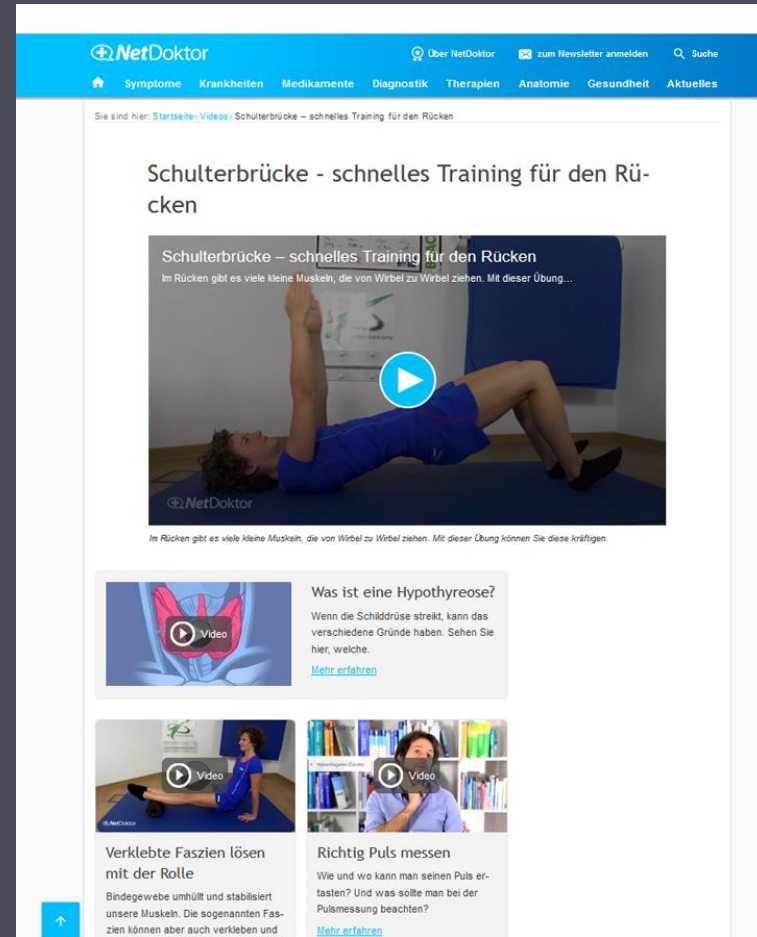 NetDoktor
Über NetDoktor zum Newsletter anmelden Suche
Symptome Krankheiten Medikamente Diagnostik Therapien Anatomie Gesundheit Aktuelles
Sie sind hier: Startseite› Videos› Schulterbrücke – schnelles Training für den Rücken
Schulterbrücke - schnelles Training für den Rü-
cken
Schulterbrücke – schnelles Training für den Rücken
Im Rücken gibt es viele kleine Muskeln, die von Wirbel zu Wirbel ziehen. Mit dieser Übung…
NetDoktor
Im Rücken gibt es viele kleine Muskeln, die von Wirbel zu Wirbel ziehen. Mit dieser Übung können Sie diese kräftigen.
Video
Was ist eine Hypothyreose?
Wenn die Schilddrüse streikt, kann das
verschiedene Gründe haben. Sehen Sie
hier, welche.
Mehr erfahren
Video
NetDoktor
Verklebte Faszien lösen
mit der Rolle
Bindegewebe umhüllt und stabilisiert
unsere Muskeln. Die sogenannten Fas-
zien können aber auch verkleben und
Video
Richtig Puls messen
Wie und wo kann man seinen Puls er-
tasten? Und was sollte man bei der
Pulsmessung beachten?
Mehr erfahren